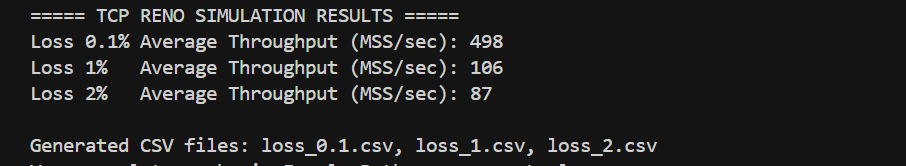 ===== TCP RENO SIMULATION RESULTS =====
Loss 0.1% Average Throughput (MSS/sec): 498
Loss 1%   Average Throughput (MSS/sec): 106
Loss 2%   Average Throughput (MSS/sec): 87
Generated CSV files: loss_0.1.csv, loss_1.csv, loss_2.csv